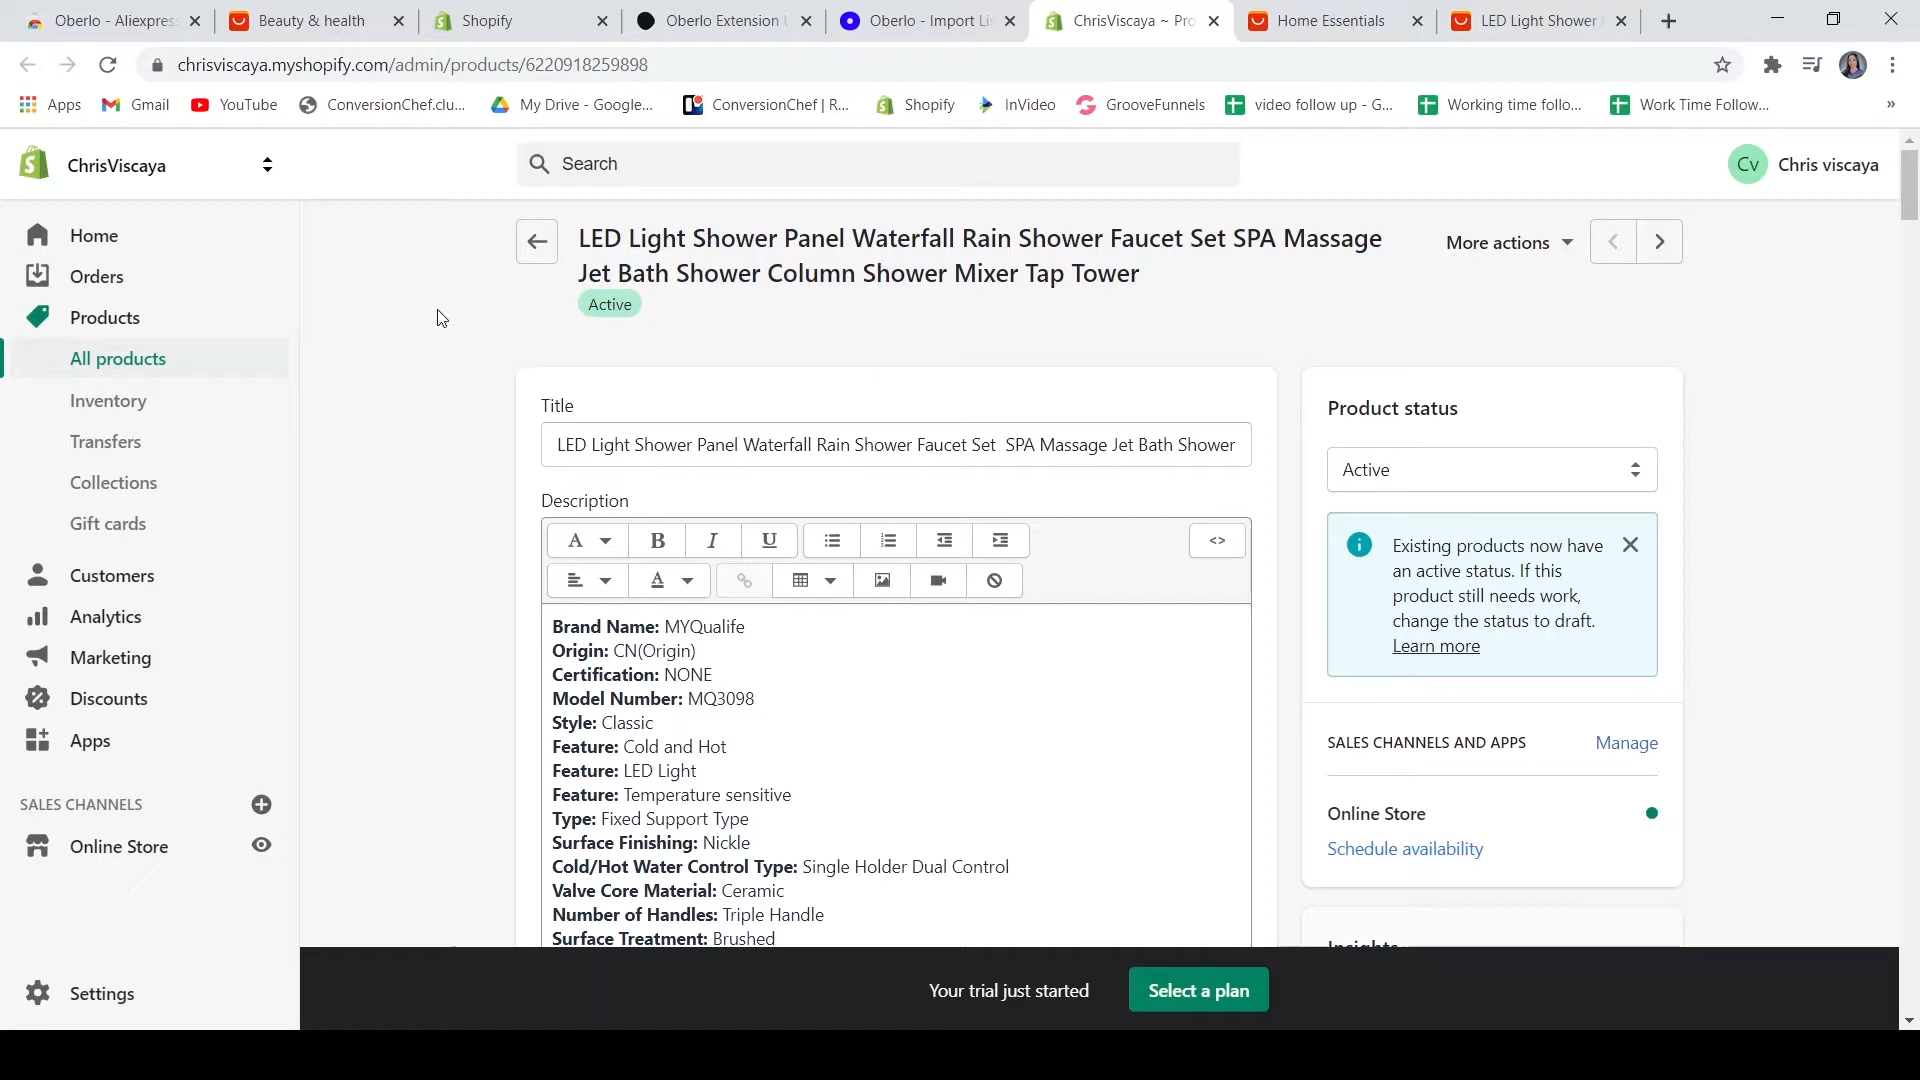 Oberlo - Aliexpress
Beauty & health
Shopify
Oberlo Extension U
Oberlo - Import Lis
ChrisViscaya ~ Pro
Home Essentials
LED Light Shower
chrisviscaya.myshopify.com/admin/products/6220918259898
Apps
Gmail
YouTube
ConversionChef.clu...
My Drive - Google...
ConversionChef | R...
Shopify
InVideo
GrooveFunnels
video follow up - G...
Working time follo...
Work Time Follow...
»
ChrisViscaya
Search
Cv
Chris viscaya
Home
Orders
Products
All products
Inventory
Transfers
Collections
Gift cards
Customers
Analytics
Marketing
Discounts
Apps
SALES CHANNELS
Online Store
Settings
LED Light Shower Panel Waterfall Rain Shower Faucet Set SPA Massage
Jet Bath Shower Column Shower Mixer Tap Tower
Active
More actions
Title
LED Light Shower Panel Waterfall Rain Shower Faucet Set  SPA Massage Jet Bath Shower
Description
A B I U <>
A
Brand Name: MYQualife
Origin: CN(Origin)
Certification: NONE
Model Number: MQ3098
Style: Classic
Feature: Cold and Hot
Feature: LED Light
Feature: Temperature sensitive
Type: Fixed Support Type
Surface Finishing: Nickle
Cold/Hot Water Control Type: Single Holder Dual Control
Valve Core Material: Ceramic
Number of Handles: Triple Handle
Surface Treatment: Brushed
Product status
Active
Existing products now have
an active status. If this
product still needs work,
change the status to draft.
Learn more
SALES CHANNELS AND APPS
Manage
Online Store
Schedule availability
Insights
Your trial just started
Select a plan